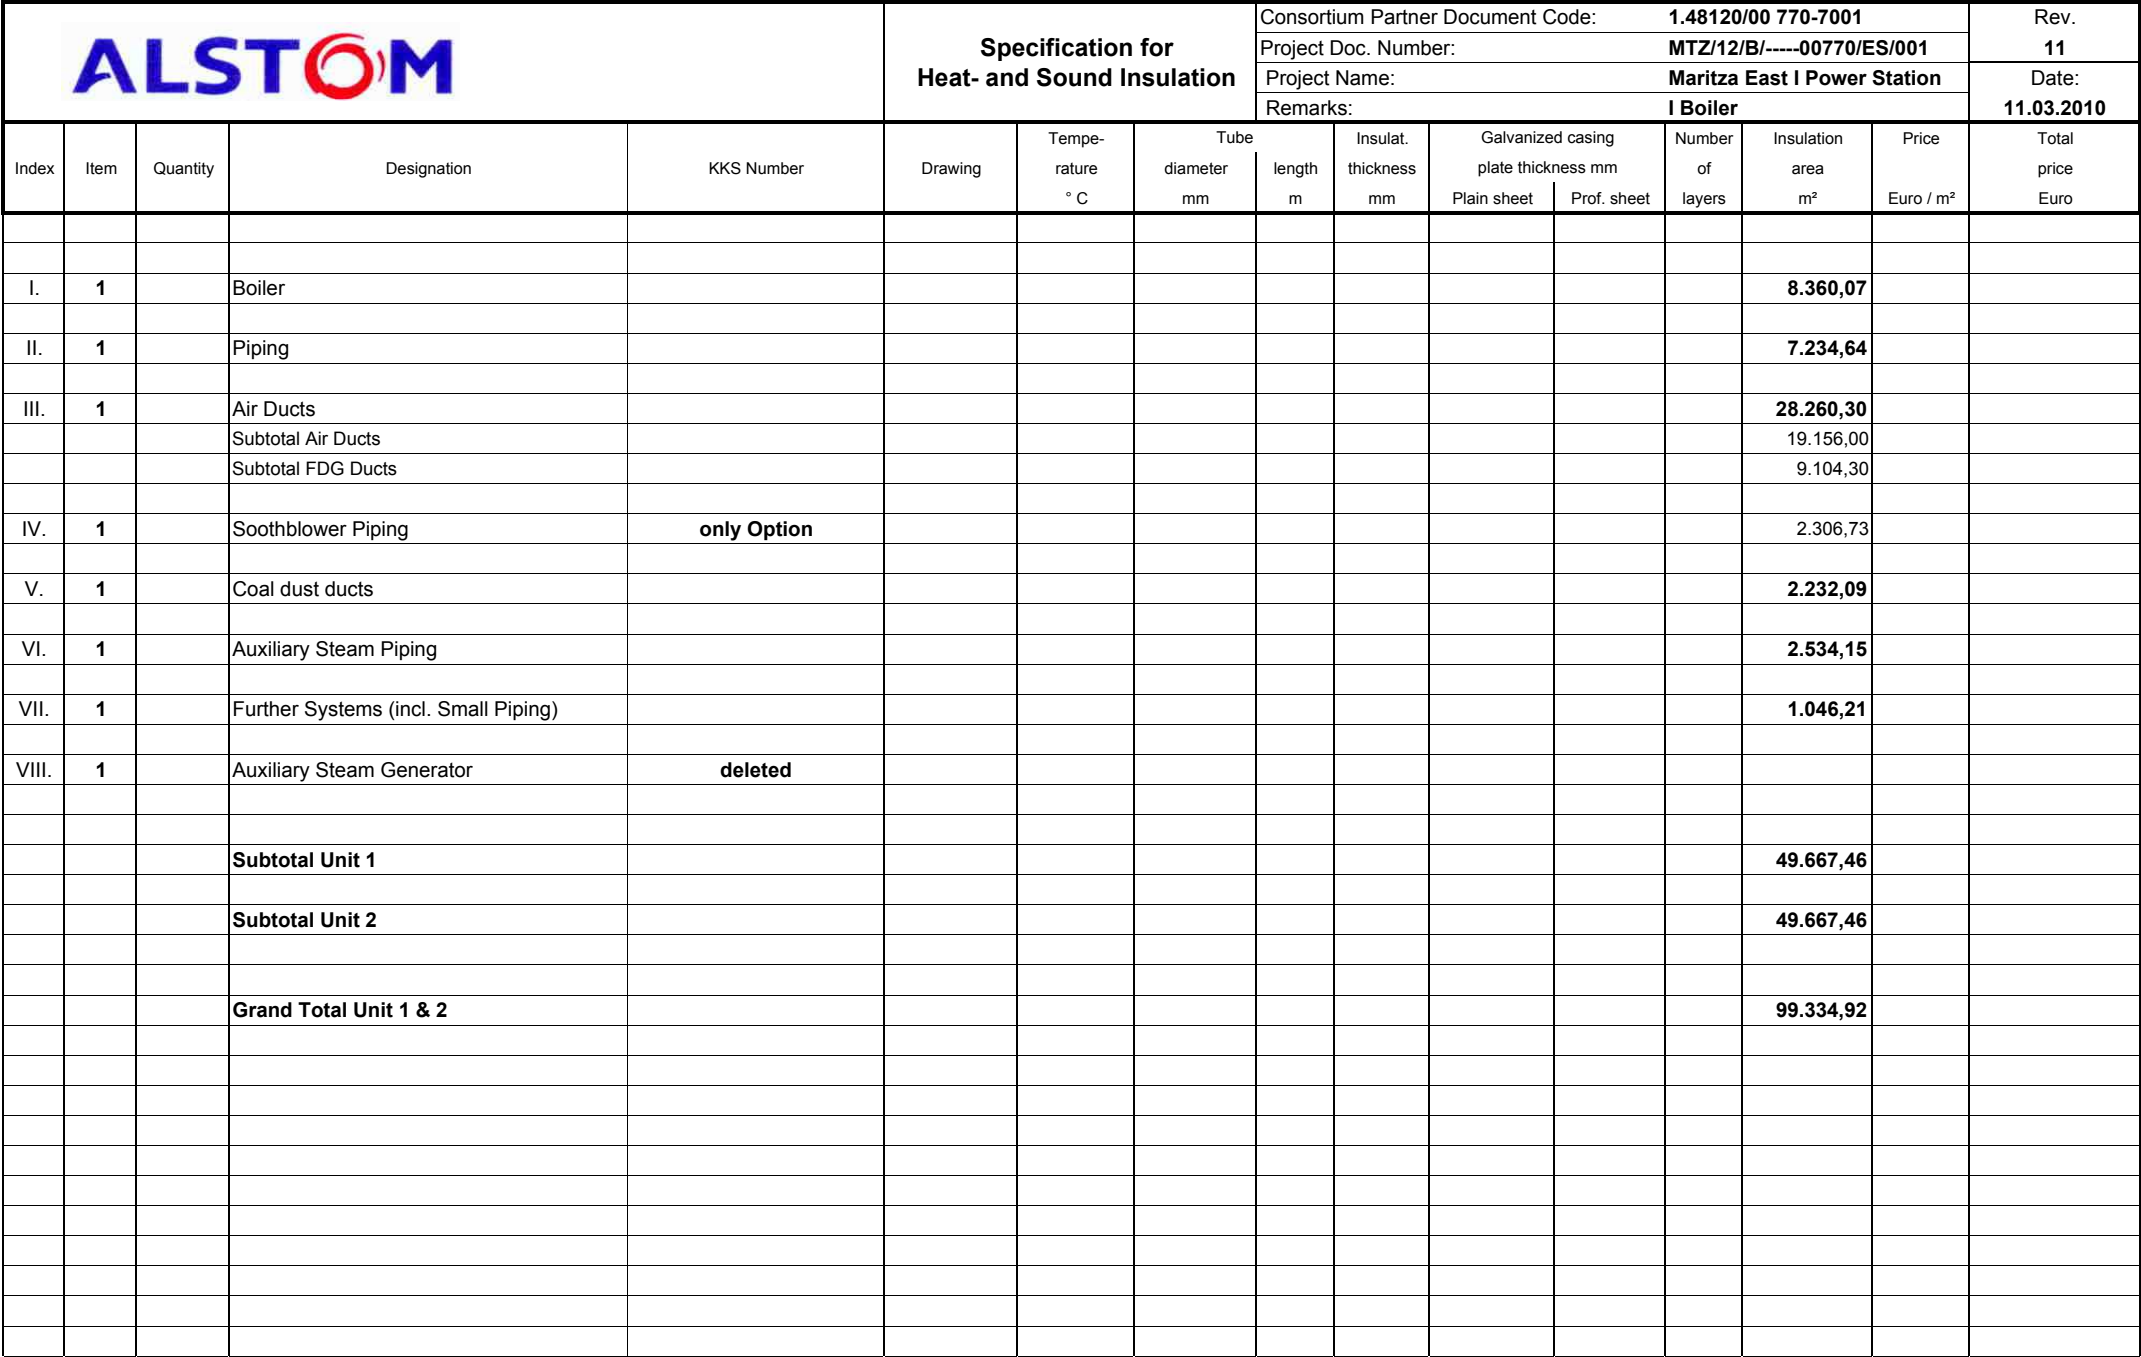 ALSTOM
Specification for
Heat- and Sound Insulation
Consortium Partner Document Code: 1.48120/00 770-7001
Project Doc. Number: MTZ/12/B/-----00770/ES/001
Project Name: Maritza East I Power Station
Remarks: I Boiler
Rev.
11
Date:
11.03.2010
Index
Item
Quantity
Designation
KKS Number
Drawing
Tempe-
rature
° C
Tube
diameter
mm
length
m
Insulat.
thickness
mm
Galvanized casing
plate thickness mm
Plain sheet
Prof. sheet
Number
of
layers
Insulation
area
m²
Price
Euro / m²
Total
price
Euro
I. 1 Boiler 8.360,07
II. 1 Piping 7.234,64
III. 1 Air Ducts 28.260,30
Subtotal Air Ducts 19.156,00
Subtotal FDG Ducts 9.104,30
IV. 1 Soothblower Piping only Option 2.306,73
V. 1 Coal dust ducts 2.232,09
VI. 1 Auxiliary Steam Piping 2.534,15
VII. 1 Further Systems (incl. Small Piping) 1.046,21
VIII. 1 Auxiliary Steam Generator deleted
Subtotal Unit 1 49.667,46
Subtotal Unit 2 49.667,46
Grand Total Unit 1 & 2 99.334,92